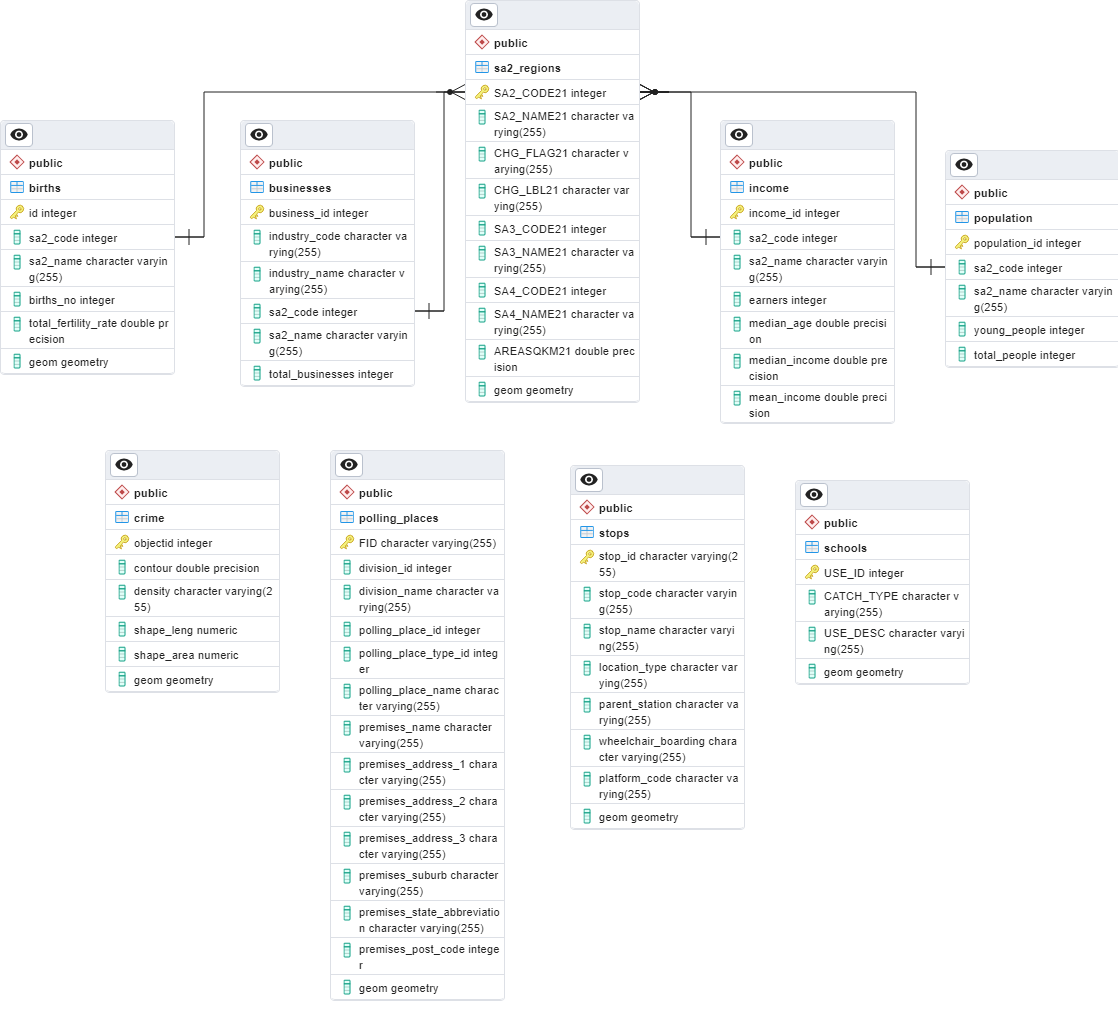 public
sa2_regions
SA2_CODE21 integer
SA2_NAME21 character va
rying(255)
CHG_FLAG21 character v
arying(255)
CHG_LBL21 character var
ying(255)
SA3_CODE21 integer
SA3_NAME21 character va
rying(255)
SA4_CODE21 integer
SA4_NAME21 character va
rying(255)
AREASQKM21 double prec
ision
geom geometry
public
births
id integer
sa2_code integer
sa2_name character varyin
g(255)
births_no integer
total_fertility_rate double pr
ecision
geom geometry
public
businesses
business_id integer
industry_code character va
rying(255)
industry_name character v
arying(255)
sa2_code integer
sa2_name character varyin
g(255)
total_businesses integer
public
income
income_id integer
sa2_code integer
sa2_name character varyin
g(255)
earners integer
median_age double precisi
on
median_income double pre
cision
mean_income double preci
sion
public
population
population_id integer
sa2_code integer
sa2_name character varyin
g(255)
young_people integer
total_people integer
public
crime
objectid integer
contour double precision
density character varying(2
55)
shape_leng numeric
shape_area numeric
geom geometry
public
polling_places
FID character varying(255)
division_id integer
division_name character va
rying(255)
polling_place_id integer
polling_place_type_id integ
er
polling_place_name charac
ter varying(255)
premises_name character
varying(255)
premises_address_1 chara
cter varying(255)
premises_address_2 chara
cter varying(255)
premises_address_3 chara
cter varying(255)
premises_suburb character
varying(255)
premises_state_abbreviatio
n character varying(255)
premises_post_code intege
r
geom geometry
public
stops
stop_id character varying(2
55)
stop_code character varyin
g(255)
stop_name character varyi
ng(255)
location_type character var
ying(255)
parent_station character va
rying(255)
wheelchair_boarding chara
cter varying(255)
platform_code character va
rying(255)
geom geometry
public
schools
USE_ID integer
CATCH_TYPE character v
arying(255)
USE_DESC character varyi
ng(255)
geom geometry